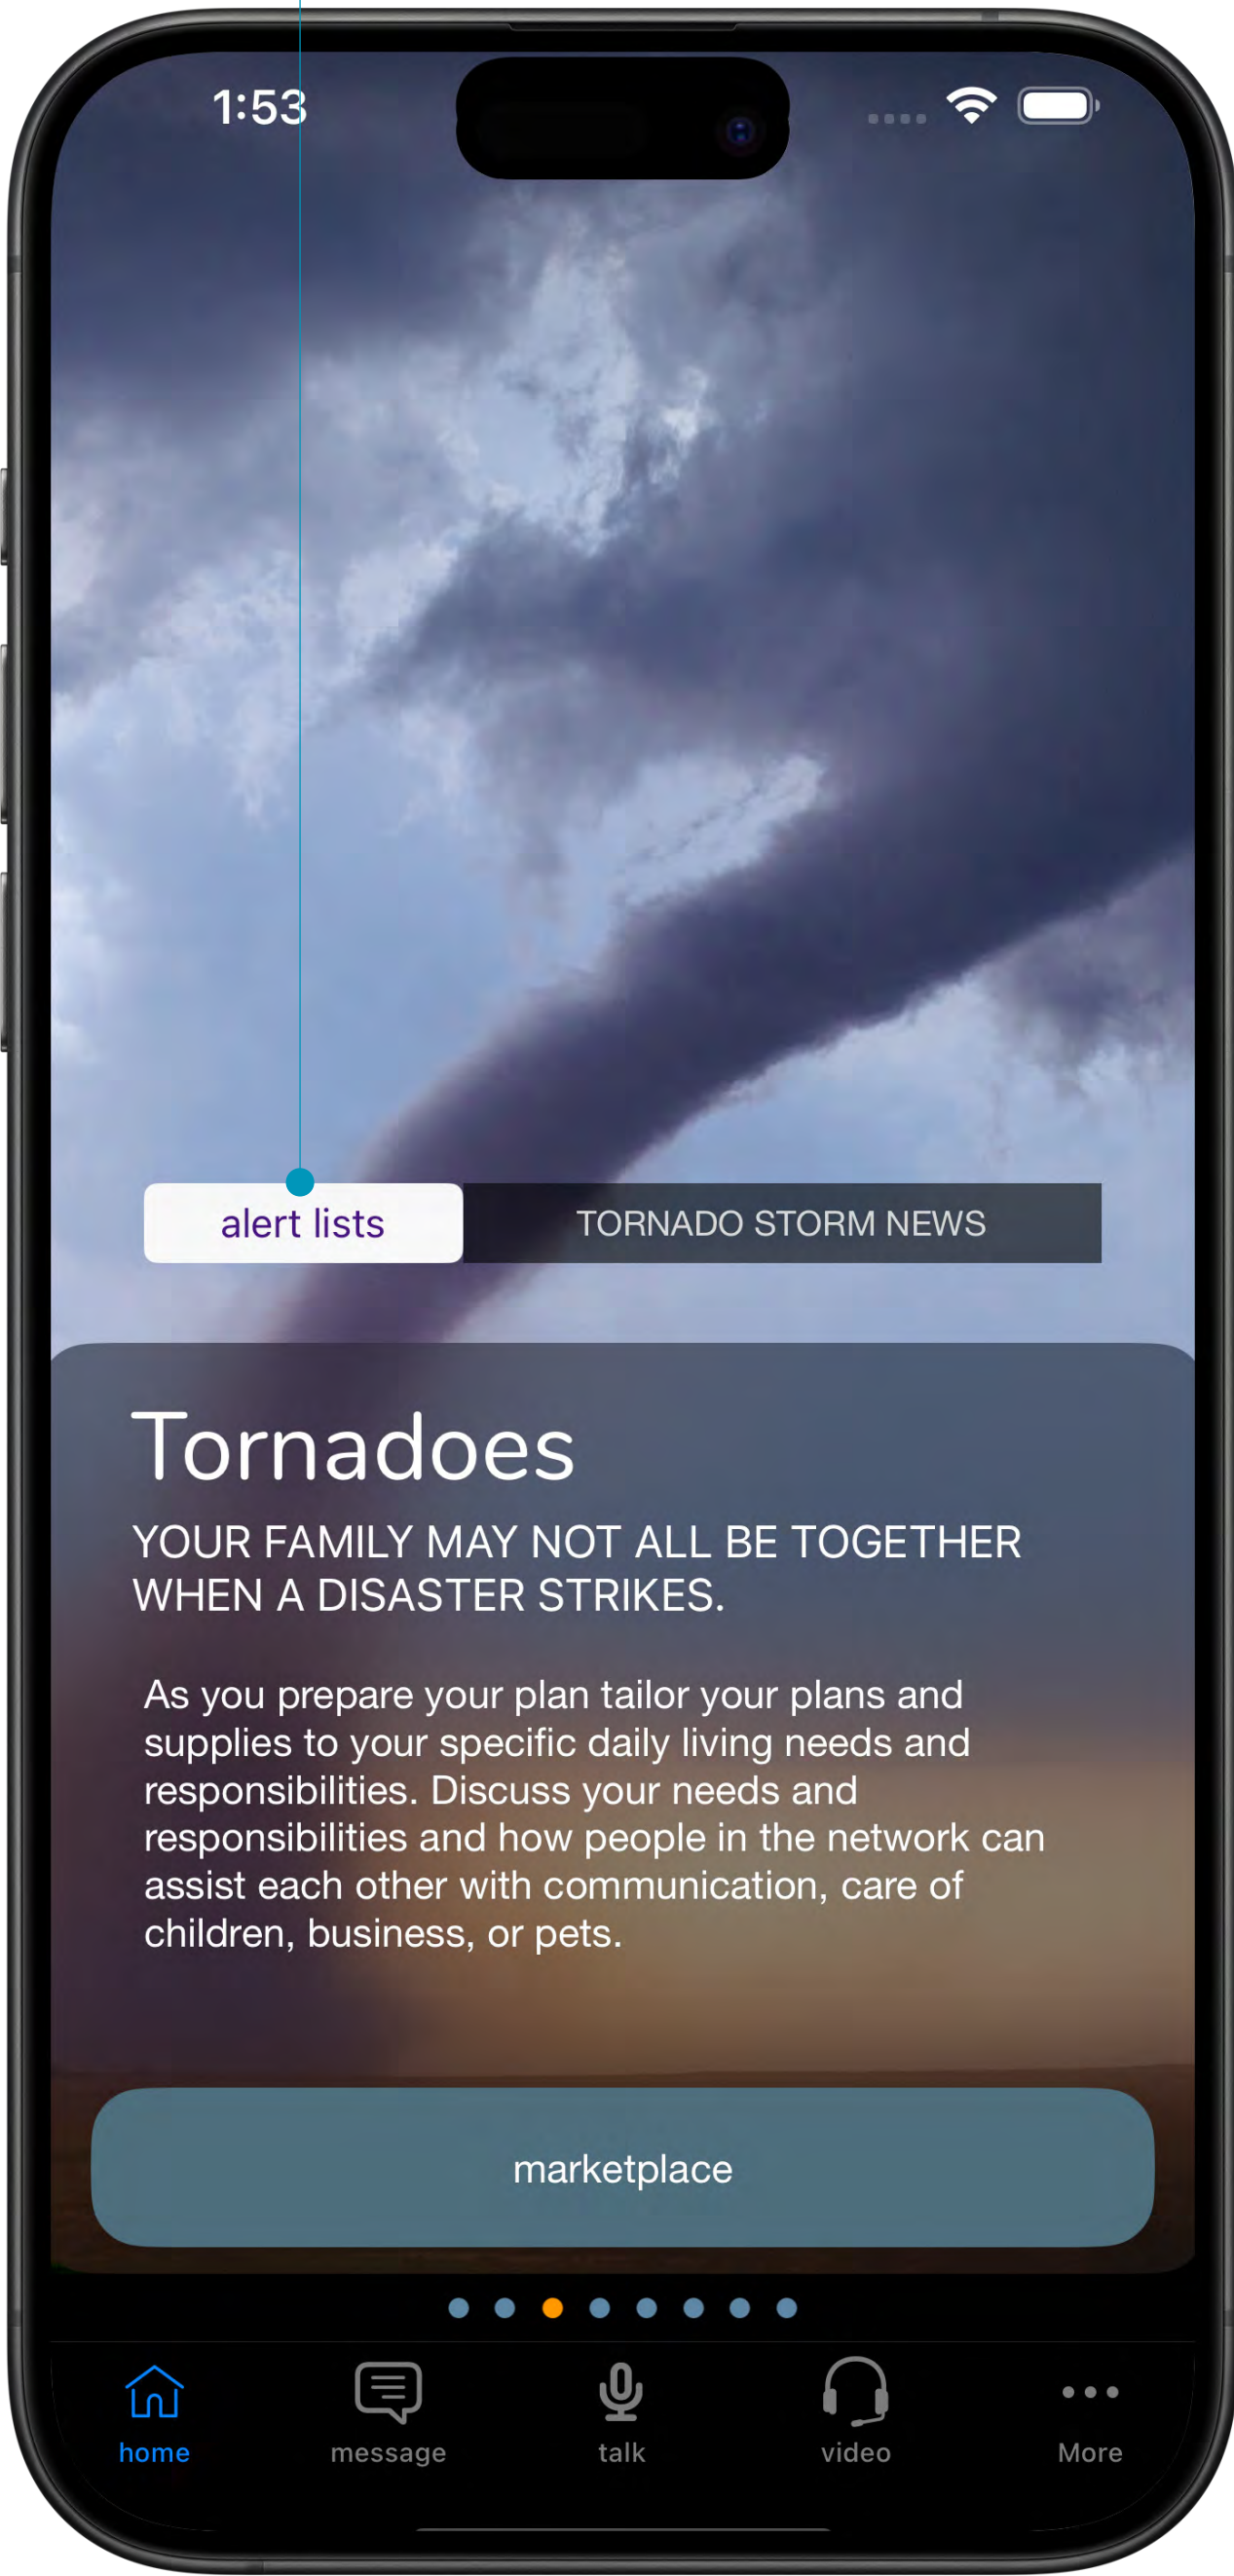 1:53
alert lists
TORNADO STORM NEWS
Tornadoes
YOUR FAMILY MAY NOT ALL BE TOGETHER
WHEN A DISASTER STRIKES.
As you prepare your plan tailor your plans and
supplies to your specific daily living needs and
responsibilities. Discuss your needs and
responsibilities and how people in the network can
assist each other with communication, care of
children, business, or pets.
marketplace
home
message
talk
video
More